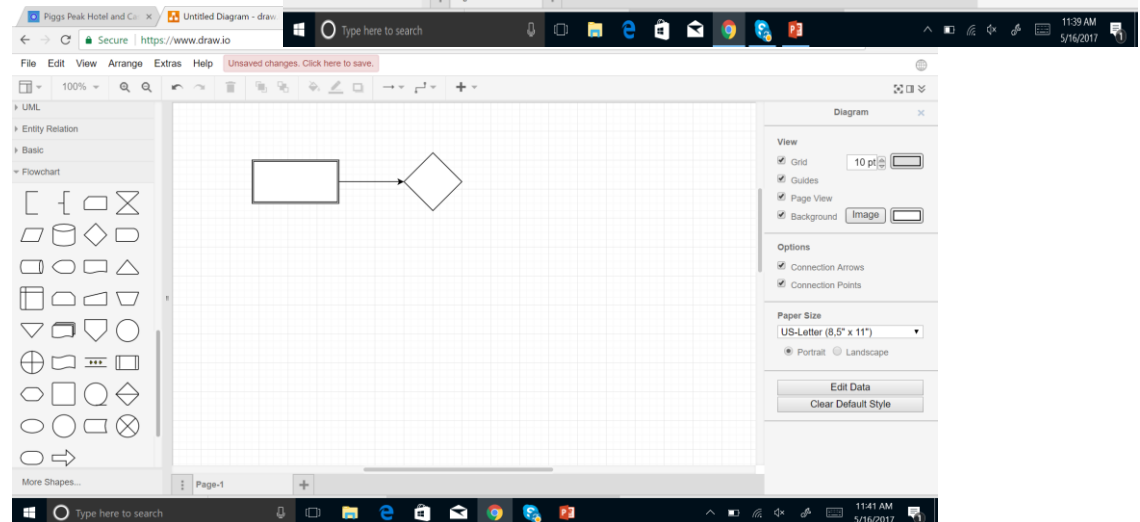 Piggs Peak Hotel and Ca
Untitled Diagram - draw.
Type here to search
11:39 AM
5/16/2017
Secure
https://www.draw.io
File Edit View Arrange Extras Help
Unsaved changes. Click here to save.
100%
UML
Entity Relation
Basic
Flowchart
More Shapes...
Page-1
Diagram
View
Grid
10 pt
Guides
Page View
Background
Image
Options
Connection Arrows
Connection Points
Paper Size
US-Letter (8,5" x 11")
Portrait
Landscape
Edit Data
Clear Default Style
Type here to search
11:41 AM
5/16/2017